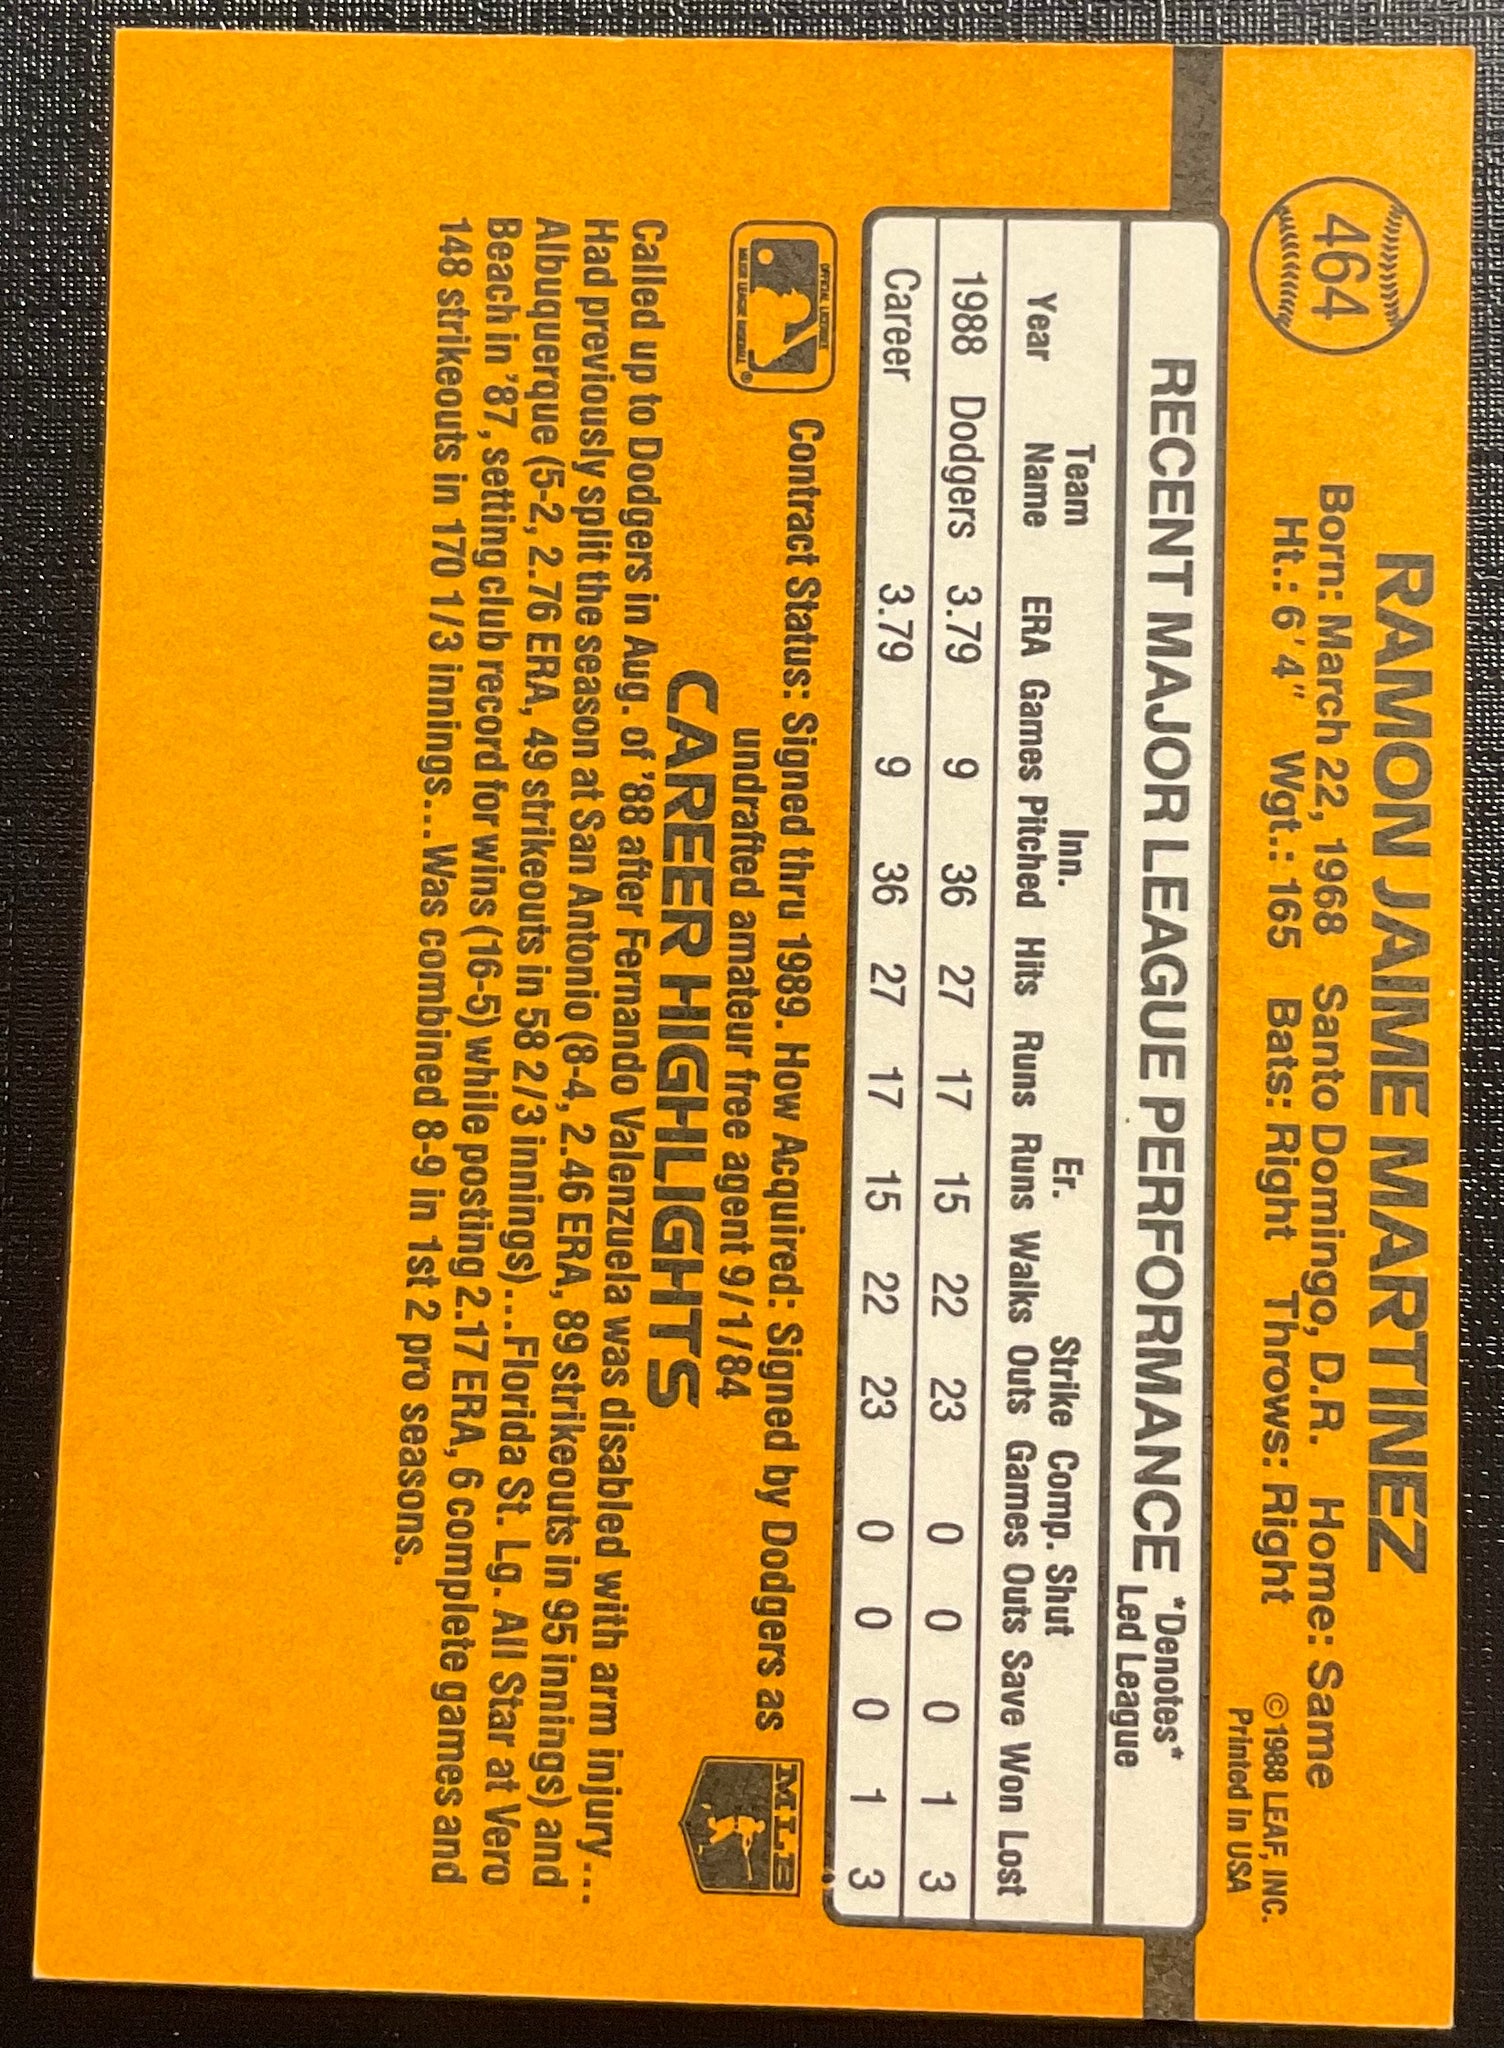 464
RAMON JAIME MARTINEZ
Born: March 22, 1968 Santo Domingo, D.R. Home: Same
Ht.: 6'4" Wgt.: 165 Bats: Right Throws: Right
©1988 LEAF, INC.
Printed in USA
RECENT MAJOR LEAGUE PERFORMANCE *Denotes* Led League
Year Team Name ERA Games Inn. Pitched Hits Runs Er. Runs Walks Strike Outs Comp. Games Shut Outs Save Won Lost
1988 Dodgers 3.79 9 36 27 17 15 22 23 0 0 0 1 3
Career 3.79 9 36 27 17 15 22 23 0 0 0 1 3
OFFICIAL LICENSEE
MAJOR LEAGUE BASEBALL ®
Contract Status: Signed thru 1989. How Acquired: Signed by Dodgers as
undrafted amateur free agent 9/1/84
MLB
CAREER HIGHLIGHTS
Called up to Dodgers in Aug. of '88 after Fernando Valenzuela was disabled with arm injury...
Had previously split the season at San Antonio (8-4, 2.46 ERA, 89 strikeouts in 95 innings) and
Albuquerque (5-2, 2.76 ERA, 49 strikeouts in 58 2/3 innings)...Florida St. Lg. All Star at Vero
Beach in '87, setting club record for wins (16-5) while posting 2.17 ERA, 6 complete games and
148 strikeouts in 170 1/3 innings...Was combined 8-9 in 1st 2 pro seasons.